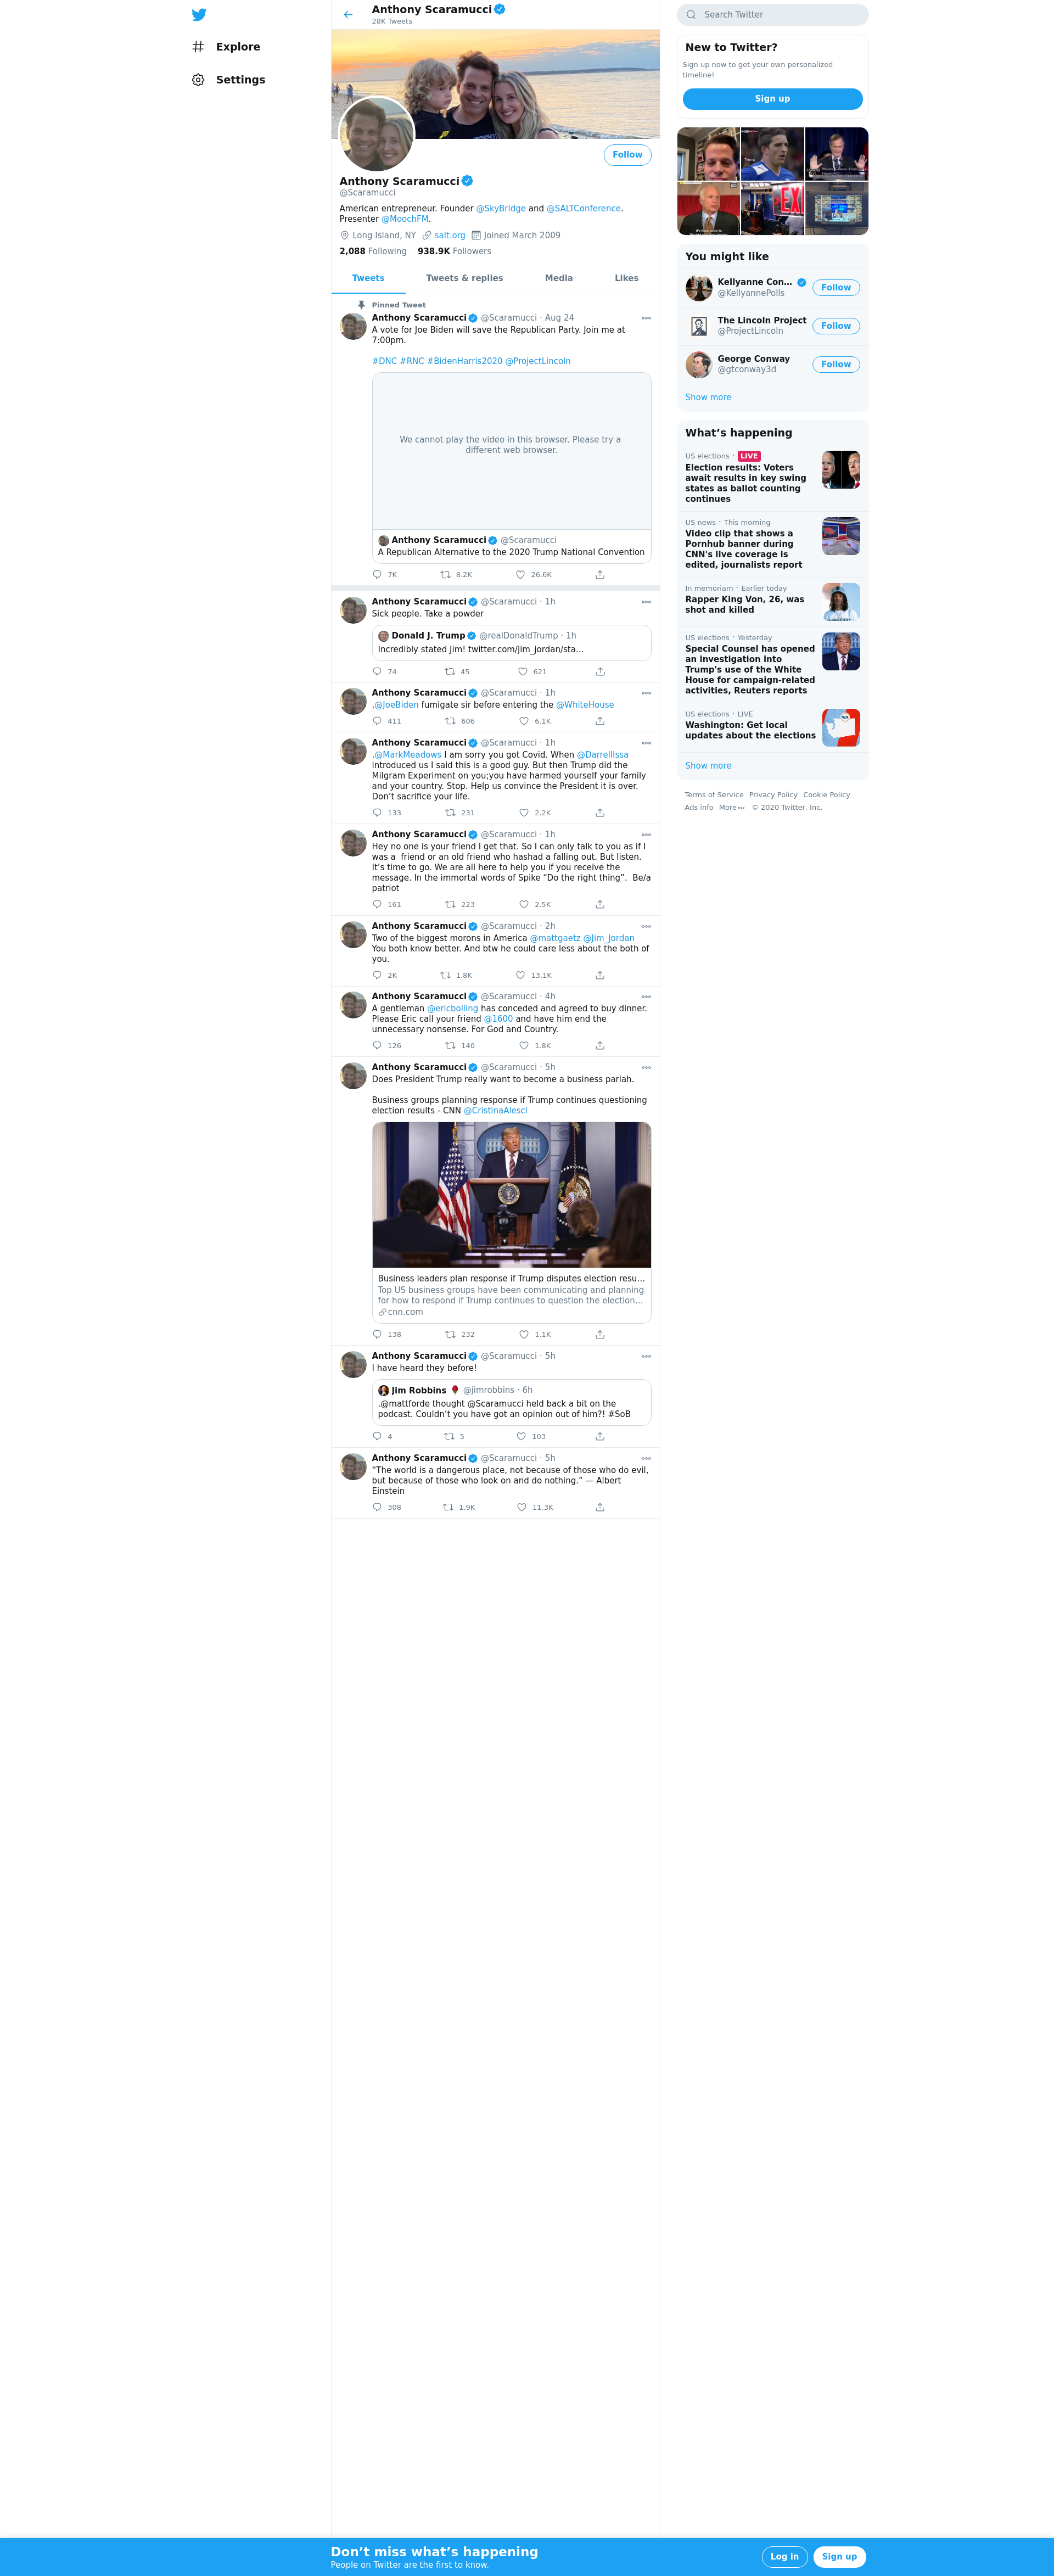 Explore
Settings
Anthony Scaramucci
28K Tweets
Follow
Anthony Scaramucci
@Scaramucci
American entrepreneur. Founder @SkyBridge and @SALTConference.
Presenter @MoochFM.
Long Island, NY salt.org Joined March 2009
2,088 Following 938.9K Followers
Tweets Tweets & replies Media Likes
Pinned Tweet
Anthony Scaramucci @Scaramucci · Aug 24
A vote for Joe Biden will save the Republican Party. Join me at
7:00pm.
#DNC #RNC #BidenHarris2020 @ProjectLincoln
We cannot play the video in this browser. Please try a
different web browser.
Anthony Scaramucci @Scaramucci
A Republican Alternative to the 2020 Trump National Convention
7K 8.2K 26.6K
Anthony Scaramucci @Scaramucci · 1h
Sick people. Take a powder
Donald J. Trump @realDonaldTrump · 1h
Incredibly stated Jim! twitter.com/jim_jordan/sta…
74 45 621
Anthony Scaramucci @Scaramucci · 1h
.@JoeBiden fumigate sir before entering the @WhiteHouse
411 606 6.1K
Anthony Scaramucci @Scaramucci · 1h
.@MarkMeadows I am sorry you got Covid. When @DarrellIssa
introduced us I said this is a good guy. But then Trump did the
Milgram Experiment on you;you have harmed yourself your family
and your country. Stop. Help us convince the President it is over.
Don’t sacrifice your life.
133 231 2.2K
Anthony Scaramucci @Scaramucci · 1h
Hey no one is your friend I get that. So I can only talk to you as if I
was a  friend or an old friend who hashad a falling out. But listen.
It’s time to go. We are all here to help you if you receive the
message. In the immortal words of Spike “Do the right thing”.  Be/a
patriot
161 223 2.5K
Anthony Scaramucci @Scaramucci · 2h
Two of the biggest morons in America @mattgaetz @Jim_Jordan
You both know better. And btw he could care less about the both of
you.
2K 1.8K 13.1K
Anthony Scaramucci @Scaramucci · 4h
A gentleman @ericbolling has conceded and agreed to buy dinner.
Please Eric call your friend @1600 and have him end the
unnecessary nonsense. For God and Country.
126 140 1.8K
Anthony Scaramucci @Scaramucci · 5h
Does President Trump really want to become a business pariah.
Business groups planning response if Trump continues questioning
election results - CNN @CristinaAlesci
Business leaders plan response if Trump disputes election resu…
Top US business groups have been communicating and planning
for how to respond if Trump continues to question the election…
cnn.com
138 232 1.1K
Anthony Scaramucci @Scaramucci · 5h
I have heard they before!
Jim Robbins @jimrobbins · 6h
.@mattforde thought @Scaramucci held back a bit on the
podcast. Couldn’t you have got an opinion out of him?! #SoB
4 5 103
Anthony Scaramucci @Scaramucci · 5h
“The world is a dangerous place, not because of those who do evil,
but because of those who look on and do nothing.” — Albert
Einstein
308 1.9K 11.3K
Search Twitter
New to Twitter?
Sign up now to get your own personalized
timeline!
Sign up
You might like
Kellyanne Con…
@KellyannePolls
Follow
The Lincoln Project
@ProjectLincoln
Follow
George Conway
@gtconway3d
Follow
Show more
What’s happening
US elections · LIVE
Election results: Voters
await results in key swing
states as ballot counting
continues
US news · This morning
Video clip that shows a
Pornhub banner during
CNN's live coverage is
edited, journalists report
In memoriam · Earlier today
Rapper King Von, 26, was
shot and killed
US elections · Yesterday
Special Counsel has opened
an investigation into
Trump's use of the White
House for campaign-related
activities, Reuters reports
US elections · LIVE
Washington: Get local
updates about the elections
Show more
Terms of Service Privacy Policy Cookie Policy
Ads info More © 2020 Twitter, Inc.
Don’t miss what’s happening
People on Twitter are the first to know.
Log in
Sign up